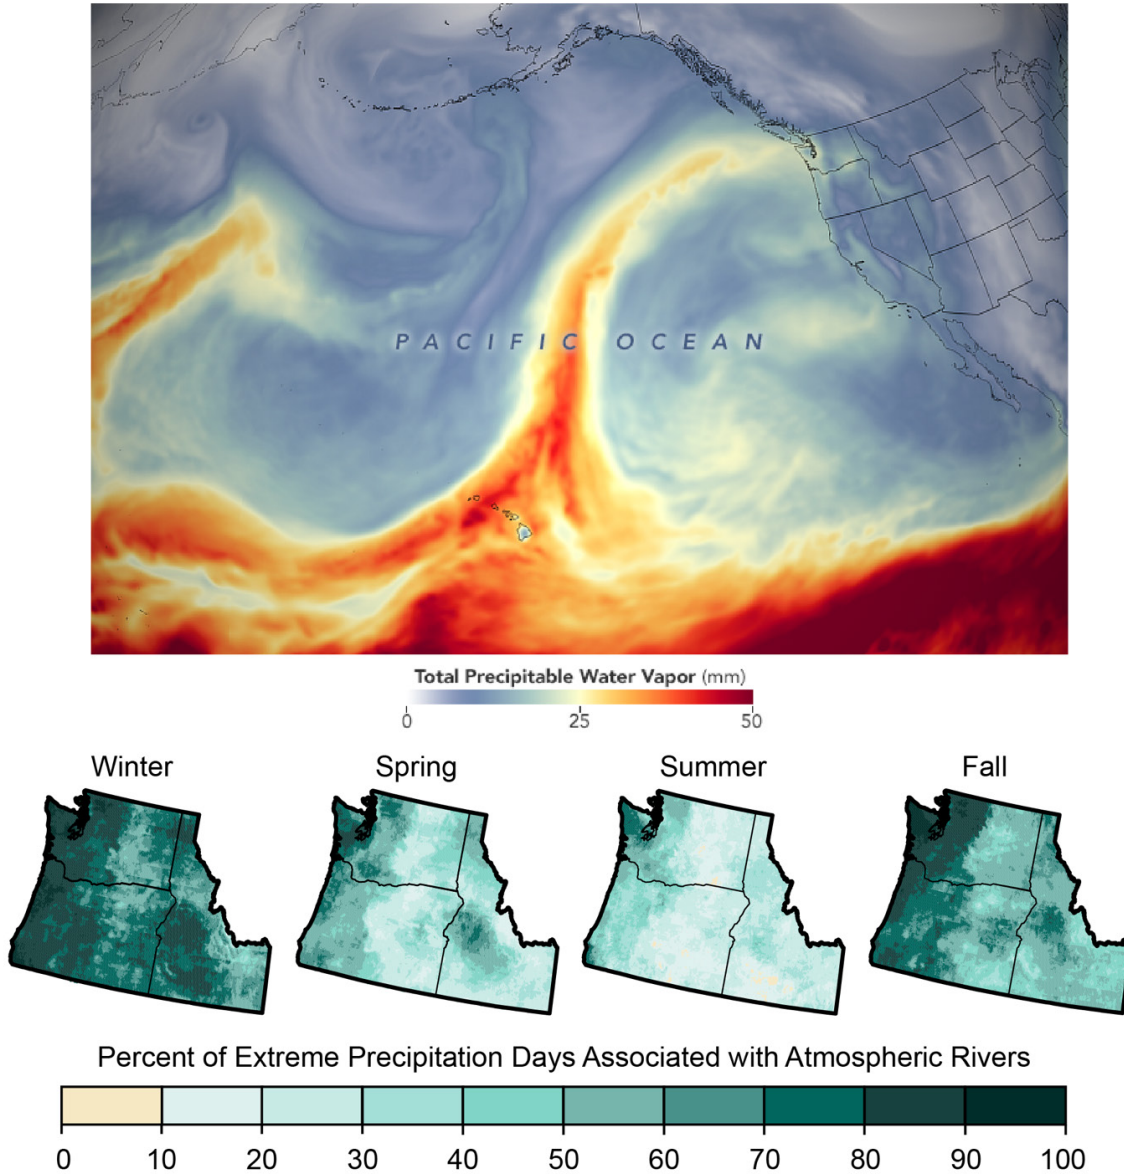 PACIFIC OCEAN
Total Precipitable Water Vapor (mm)
0 25 50
Winter Spring Summer Fall
Percent of Extreme Precipitation Days Associated with Atmospheric Rivers
0 10 20 30 40 50 60 70 80 90 100